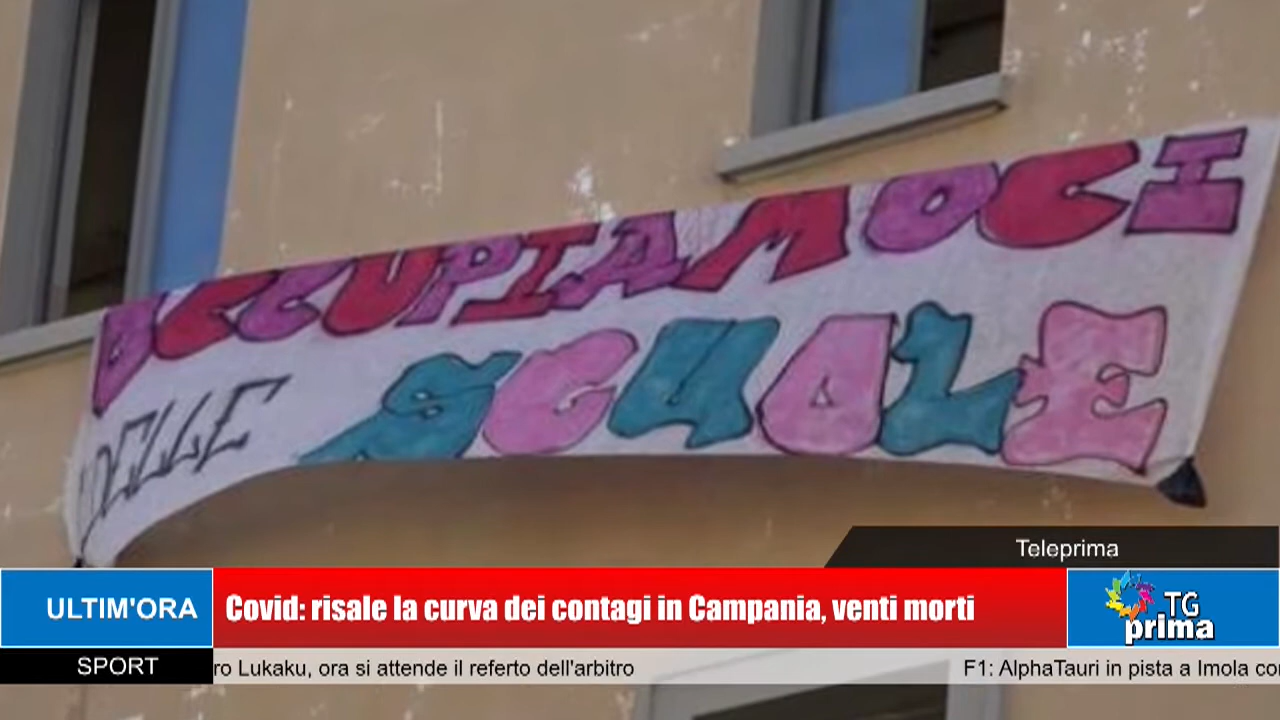 OCCUPIAMOCI
DELLE SCUOLE
Teleprima
ULTIM'ORA
Covid: risale la curva dei contagi in Campania, venti morti
TG
prima
SPORT
ro Lukaku, ora si attende il referto dell'arbitro
F1: AlphaTauri in pista a Imola co